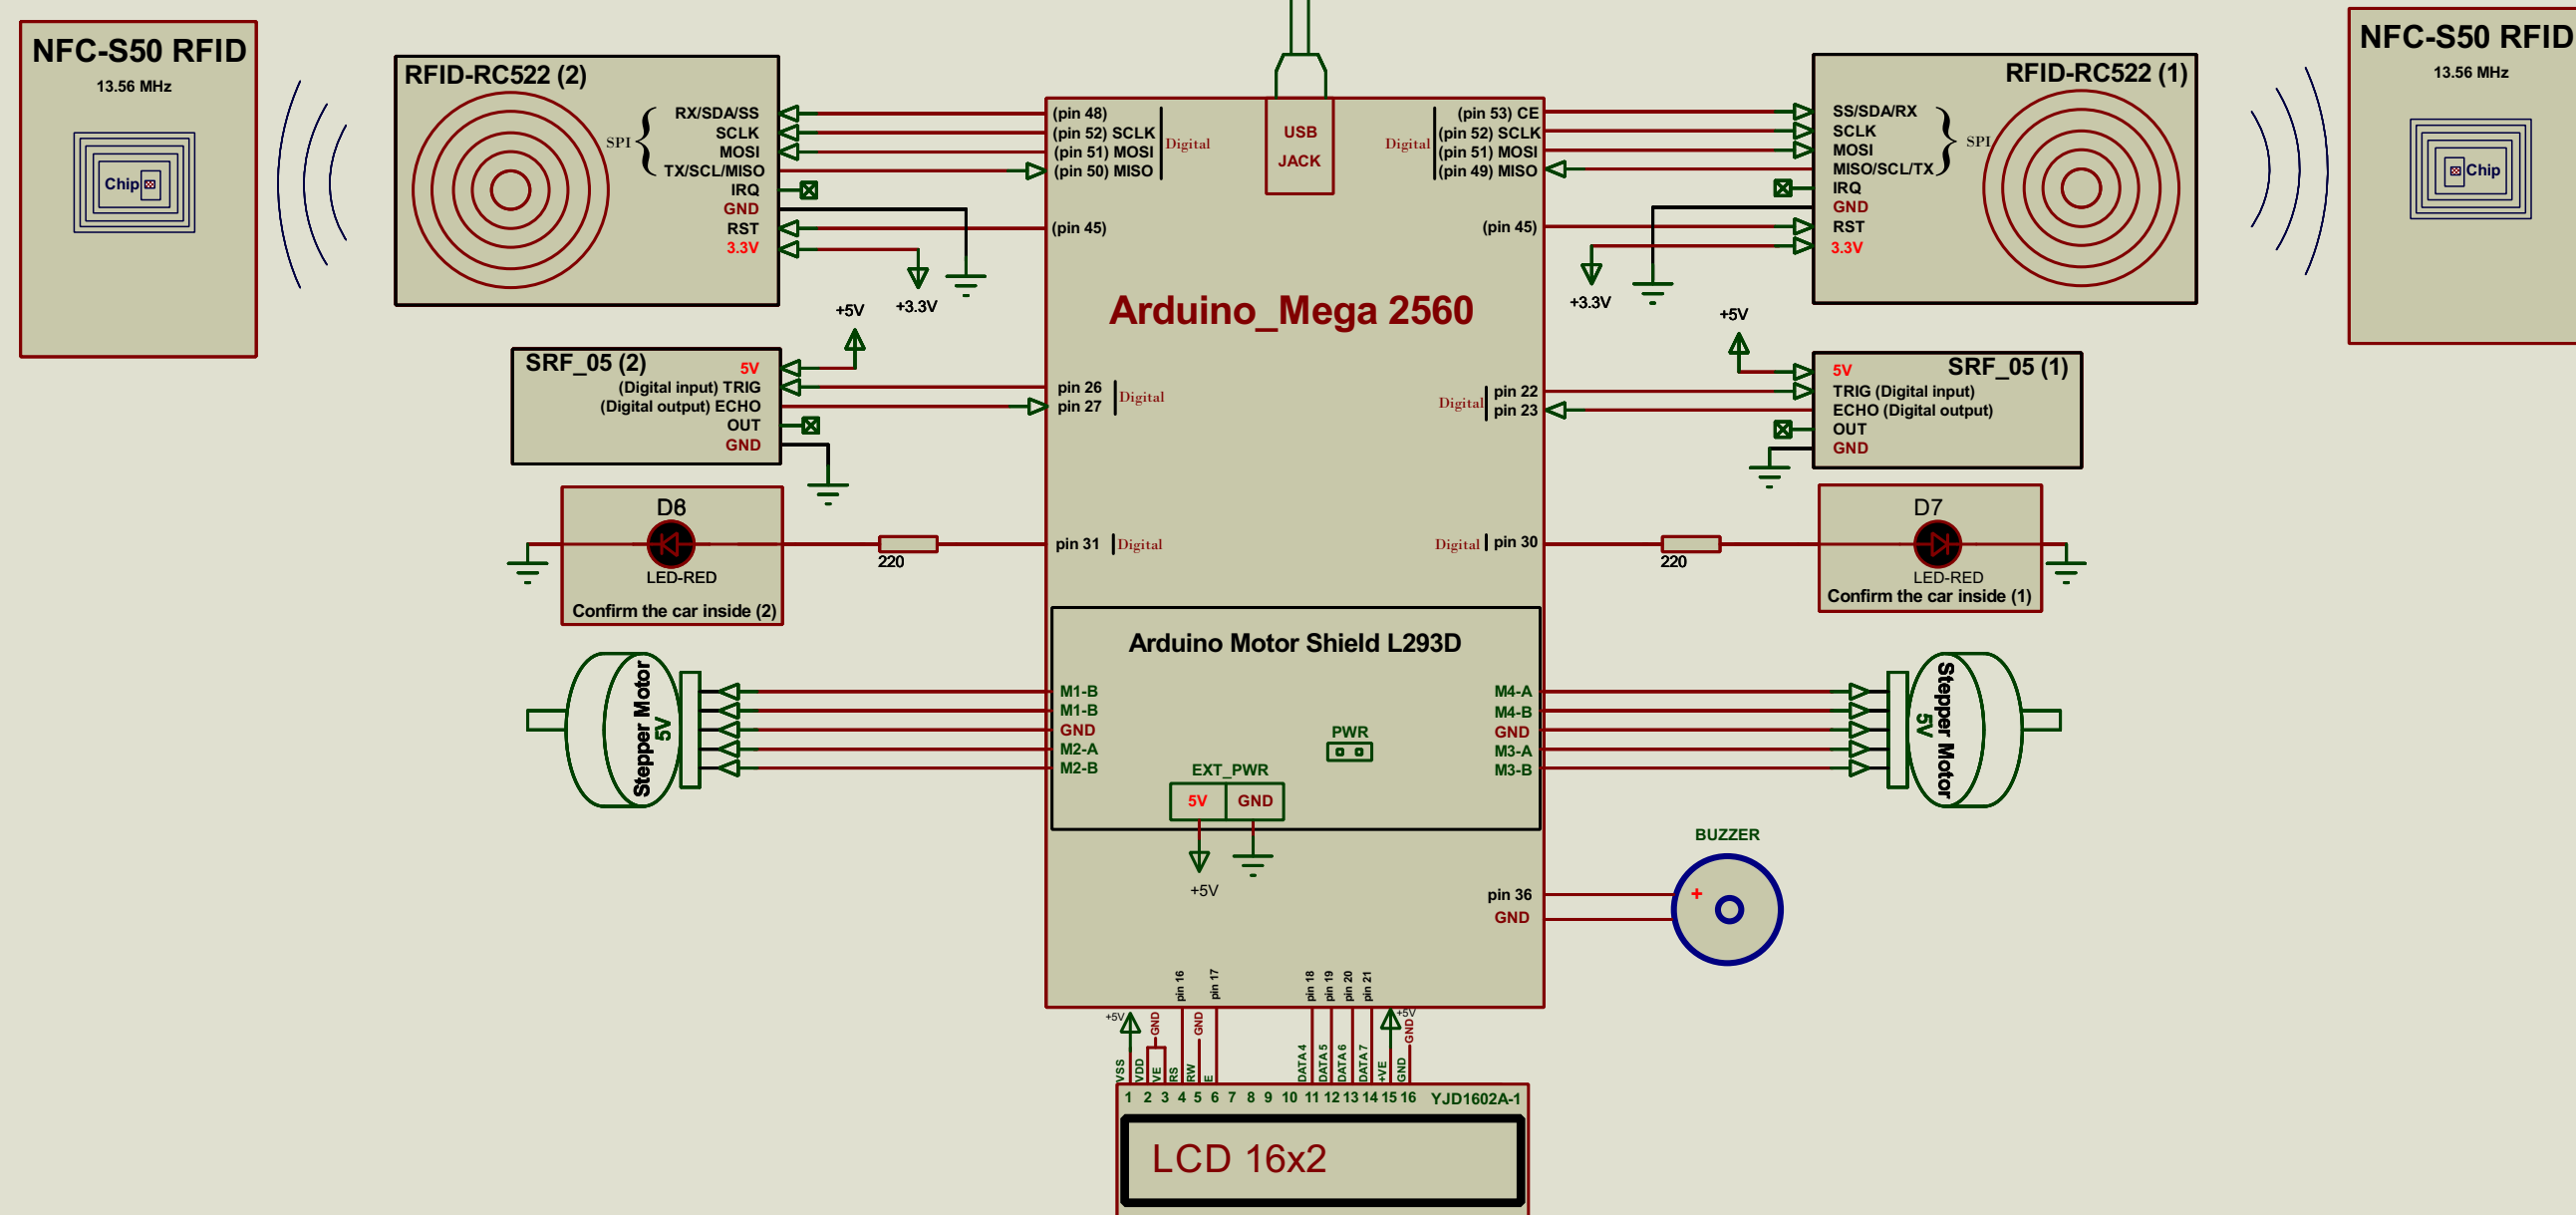 NFC-S50 RFID
13.56 MHz
Chip
RFID-RC522 (2)
SPI
RX/SDA/SS
SCLK
MOSI
TX/SCL/MISO
IRQ
GND
RST
3.3V
+3.3V
(pin 48)
(pin 52) SCLK
(pin 51) MOSI
(pin 50) MISO
Digital
(pin 45)
USB
JACK
(pin 53) CE
(pin 52) SCLK
(pin 51) MOSI
(pin 49) MISO
Digital
(pin 45)
RFID-RC522 (1)
SS/SDA/RX
SCLK
MOSI
MISO/SCL/TX
SPI
IRQ
GND
RST
3.3V
+3.3V
NFC-S50 RFID
13.56 MHz
Chip
Arduino_Mega 2560
+5V
SRF_05 (2)
5V
(Digital input) TRIG
(Digital output) ECHO
OUT
GND
pin 26
pin 27
Digital
+5V
SRF_05 (1)
5V
TRIG (Digital input)
ECHO (Digital output)
OUT
GND
Digital
pin 22
pin 23
D8
LED-RED
Confirm the car inside (2)
220
pin 31
Digital
Digital
pin 30
220
D7
LED-RED
Confirm the car inside (1)
Arduino Motor Shield L293D
Stepper Motor
5V
M1-B
M1-B
GND
M2-A
M2-B
PWR
EXT_PWR
5V
GND
+5V
M4-A
M4-B
GND
M3-A
M3-B
Stepper Motor
5V
BUZZER
+
pin 36
GND
pin 16
pin 17
pin 18
pin 19
pin 20
pin 21
+5V
GND
GND
+5V
GND
VSS
VDD
VE
RS
RW
E
DATA 4
DATA 5
DATA 6
DATA 7
+VE
GND
1 2 3 4 5 6 7 8 9 10 11 12 13 14 15 16 YJD1602A-1
LCD 16x2